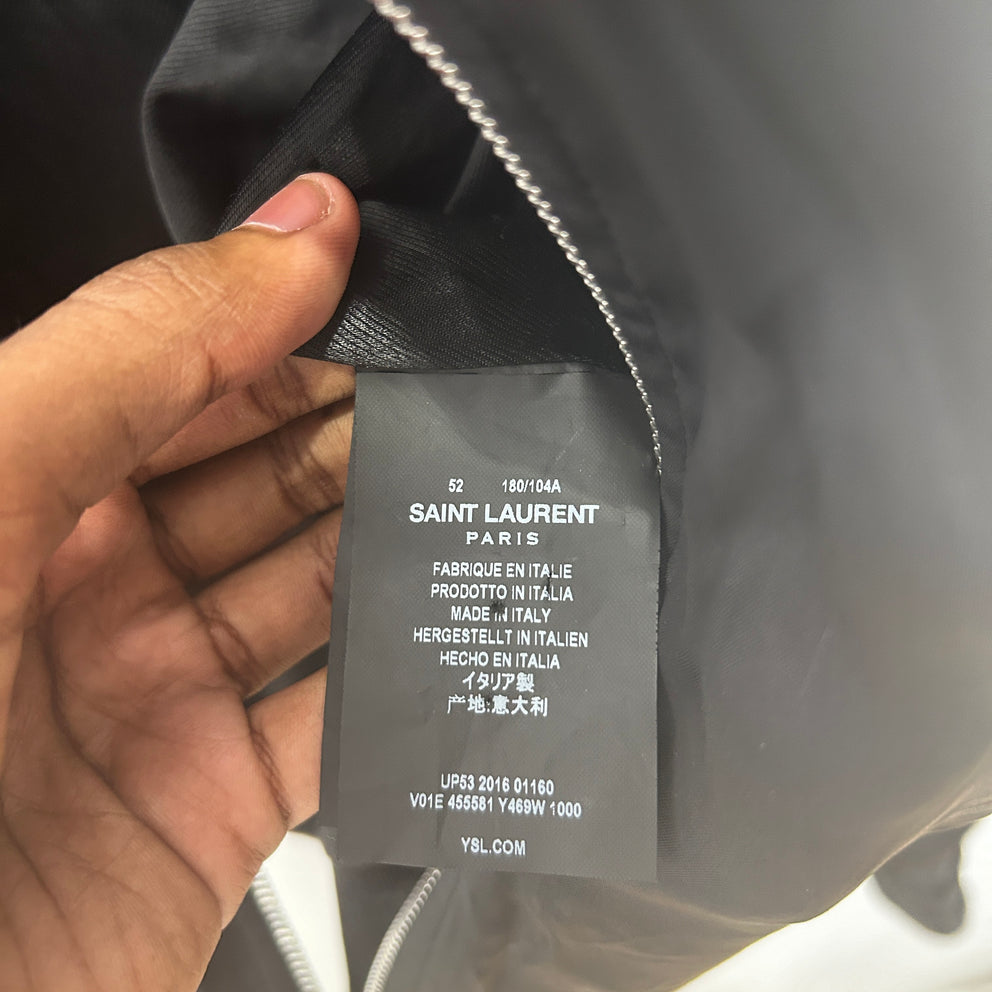 52 180/104A
SAINT LAURENT
PARIS
FABRIQUE EN ITALIE
PRODOTTO IN ITALIA
MADE IN ITALY
HERGESTELLT IN ITALIEN
HECHO EN ITALIA
イタリア製
产地:意大利
UP53 2016 01160
V01E 455581 Y469W 1000
YSL.COM